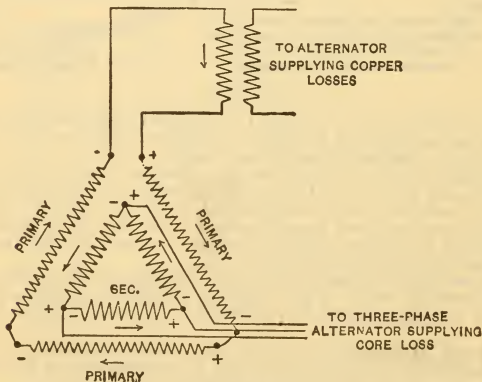 TO ALTERNATOR
SUPPLYING COPPER
LOSSES
-
+
PRIMARY
PRIMARY
- +
SEC.
+ - + -
-
TO THREE-PHASE
ALTERNATOR SUPPLYING
CORE LOSS
- +
PRIMARY